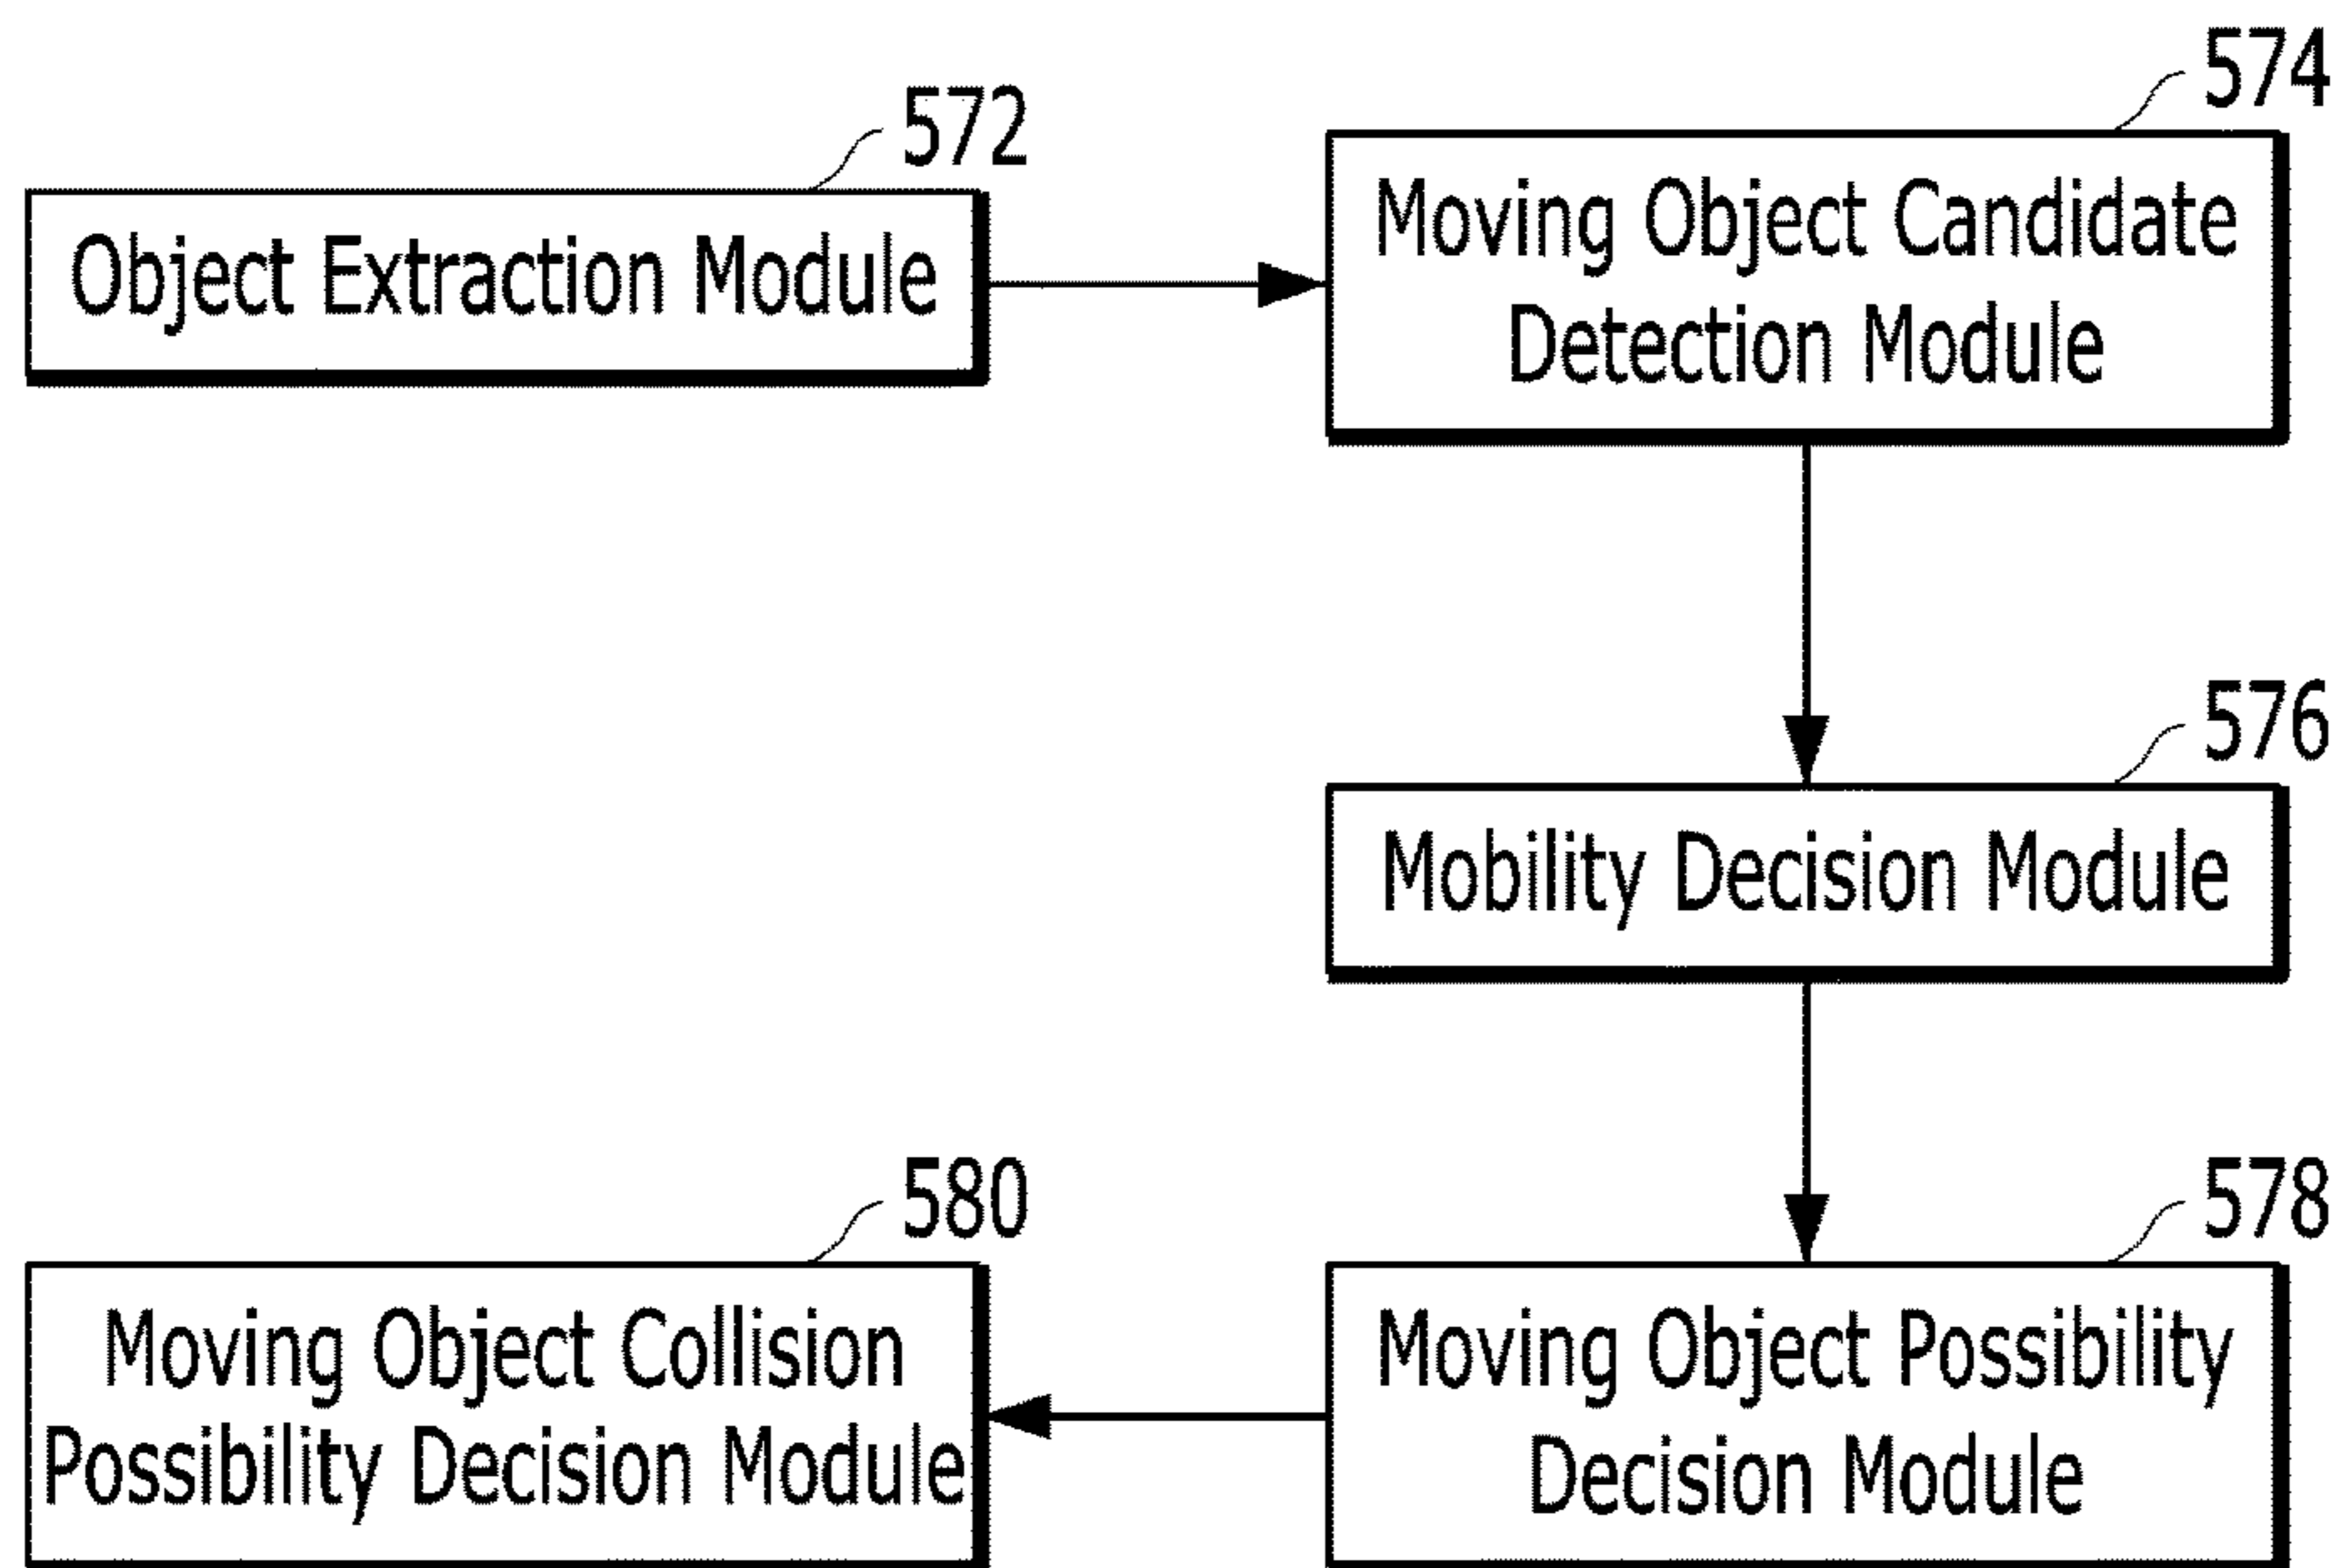 572
Object Extraction Module
574
Moving Object Candidate
Detection Module
576
Mobility Decision Module
578
Moving Object Possibility
Decision Module
580
Moving Object Collision
Possibility Decision Module